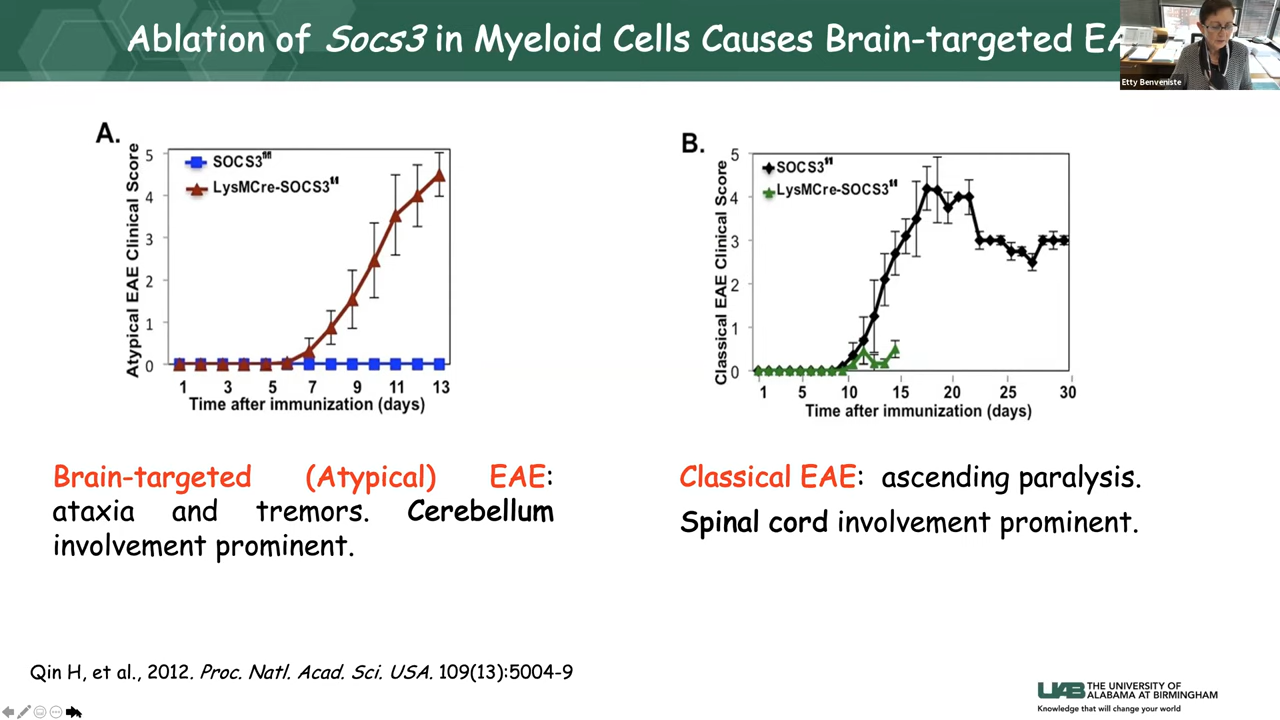 Ablation of Socs3 in Myeloid Cells Causes Brain-targeted EA
Etty Benveniste
A.
SOCS3fl/fl
LysMCre-SOCS3fl/fl
Atypical EAE Clinical Score
5
4
3
2
1
0
1 3 5 7 9 11 13
Time after immunization (days)
B.
SOCS3f/f
LysMCre-SOCS3f/f
Classical EAE Clinical Score
5
4
3
2
1
0
1 5 10 15 20 25 30
Time after immunization (days)
Brain-targeted (Atypical) EAE:
ataxia and tremors. Cerebellum
involvement prominent.
Classical EAE: ascending paralysis.
Spinal cord involvement prominent.
Qin H, et al., 2012. Proc. Natl. Acad. Sci. USA. 109(13):5004-9
UAB THE UNIVERSITY OF
ALABAMA AT BIRMINGHAM
Knowledge that will change your world